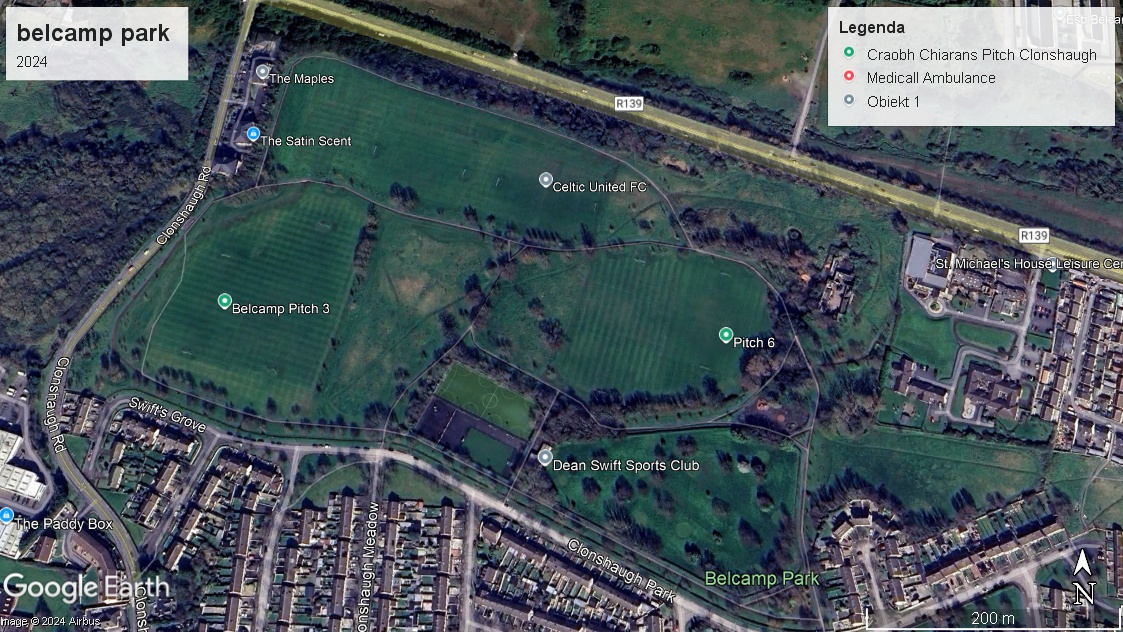 belcamp park
2024
Legenda
Craobh Chiarans Pitch Clonshaugh
Medicall Ambulance
Obiekt 1
The Maples
R139
The Satin Scent
Celtic United FC
Clonshaugh Rd
R139
St. Michael's House Leisure Cen
Belcamp Pitch 3
Pitch 6
Clonshaugh Rd
Swift's Grove
Dean Swift Sports Club
The Paddy Box
Clonshaugh Meadow
Clonshaugh Park
Belcamp Park
Google Earth
N
200 m
Image © 2024 Airbus